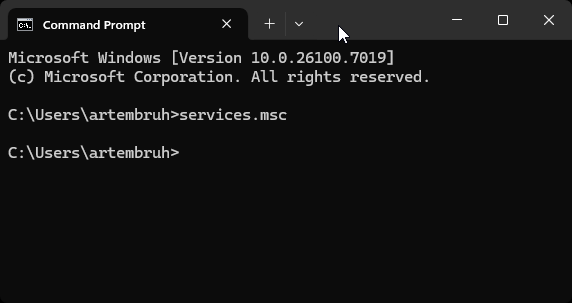 Command Prompt
Microsoft Windows [Version 10.0.26100.7019]
(c) Microsoft Corporation. All rights reserved.
C:\Users\artembruh>services.msc
C:\Users\artembruh>